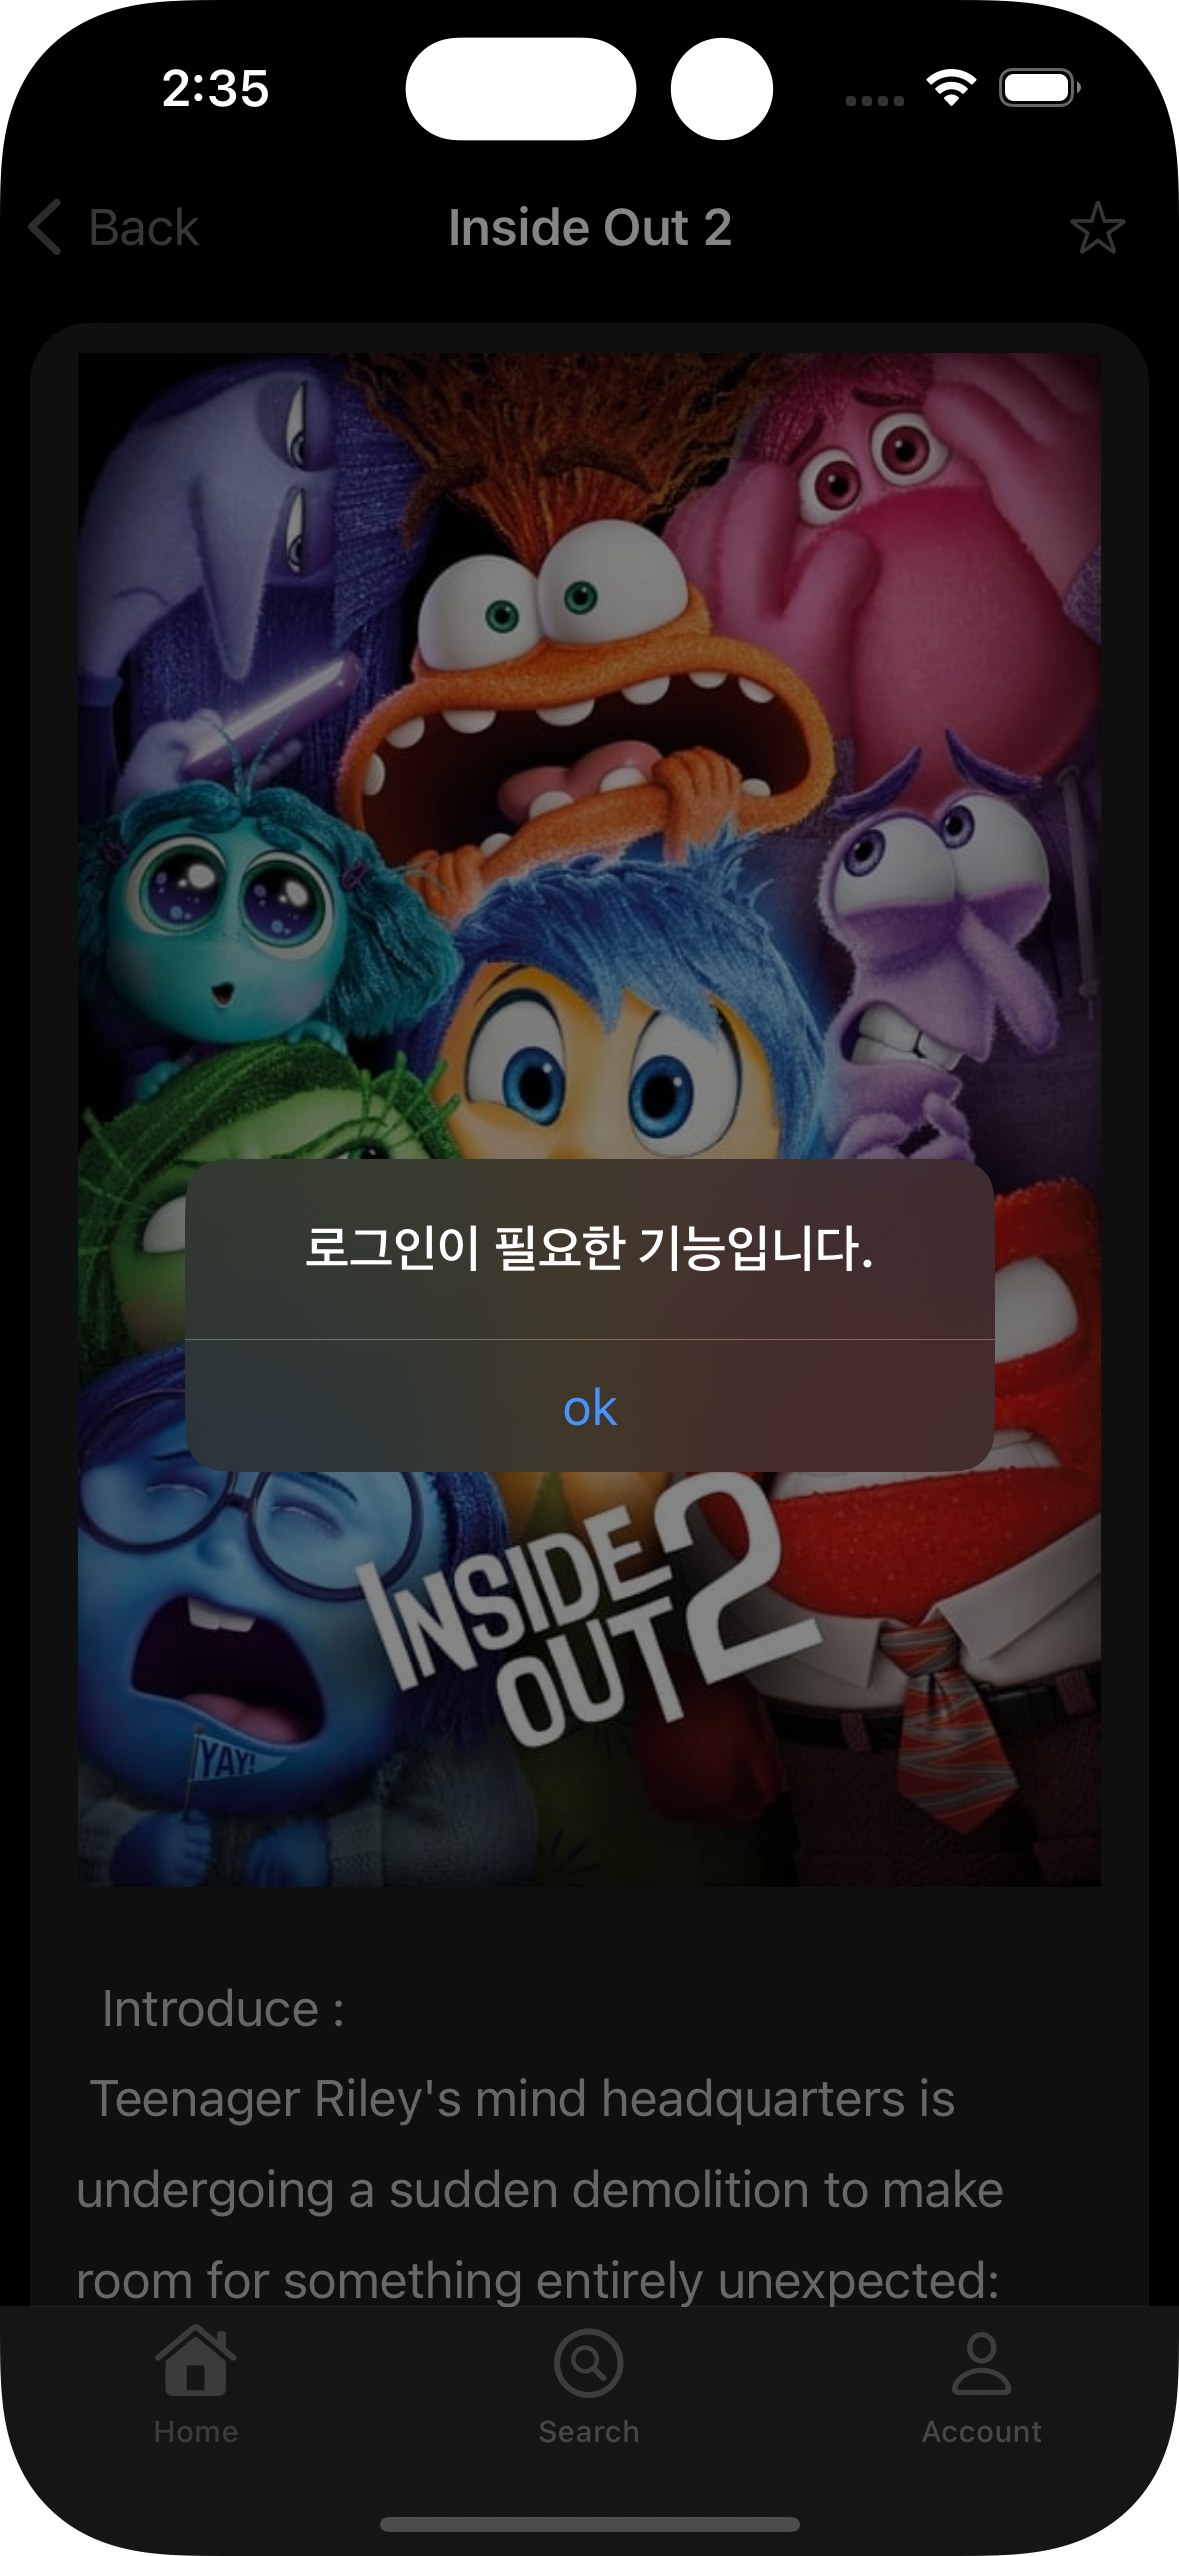 2:35
Back
Inside Out 2
로그인이 필요한 기능입니다.
ok
INSIDE
OUT 2
YAY!
Introduce :
Teenager Riley's mind headquarters is
undergoing a sudden demolition to make
room for something entirely unexpected:
Home
Search
Account